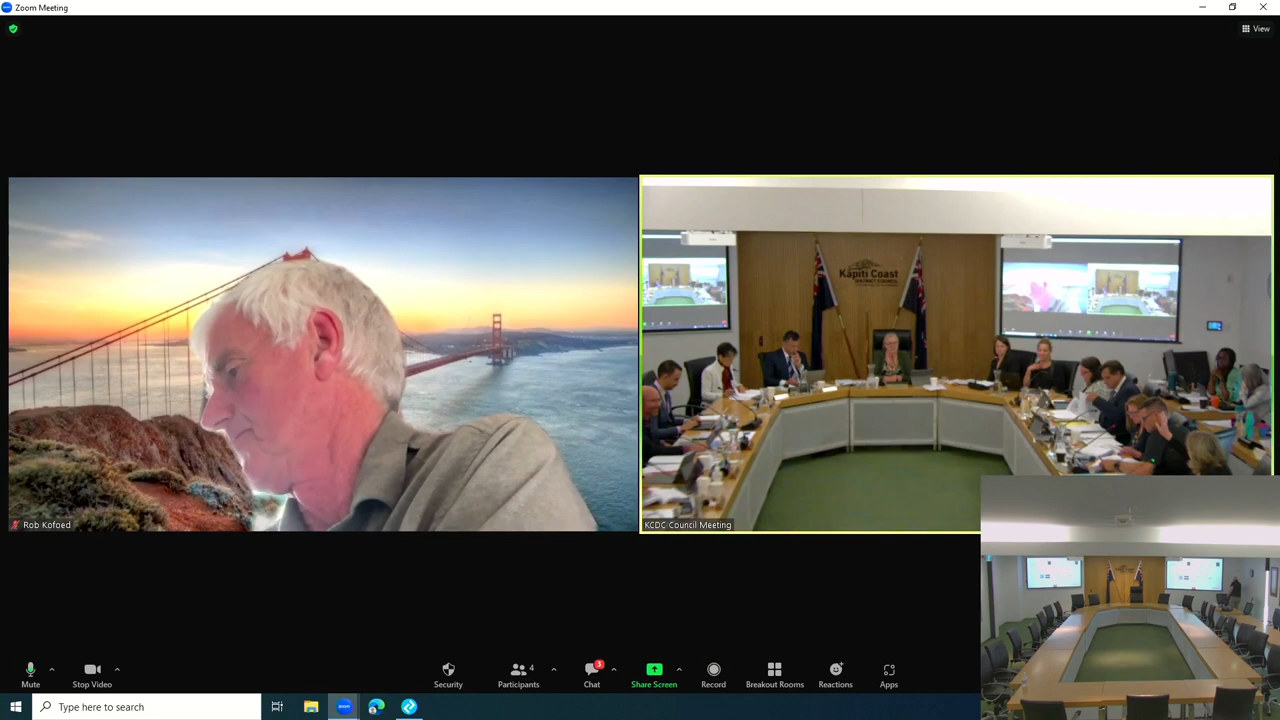 Zoom Meeting
View
Kāpiti Coast
DISTRICT COUNCIL
Rob Kofoed
KCDC Council Meeting
Mute
Stop Video
Security
4
Participants
3
Chat
Share Screen
Record
Breakout Rooms
Reactions
Apps
Type here to search